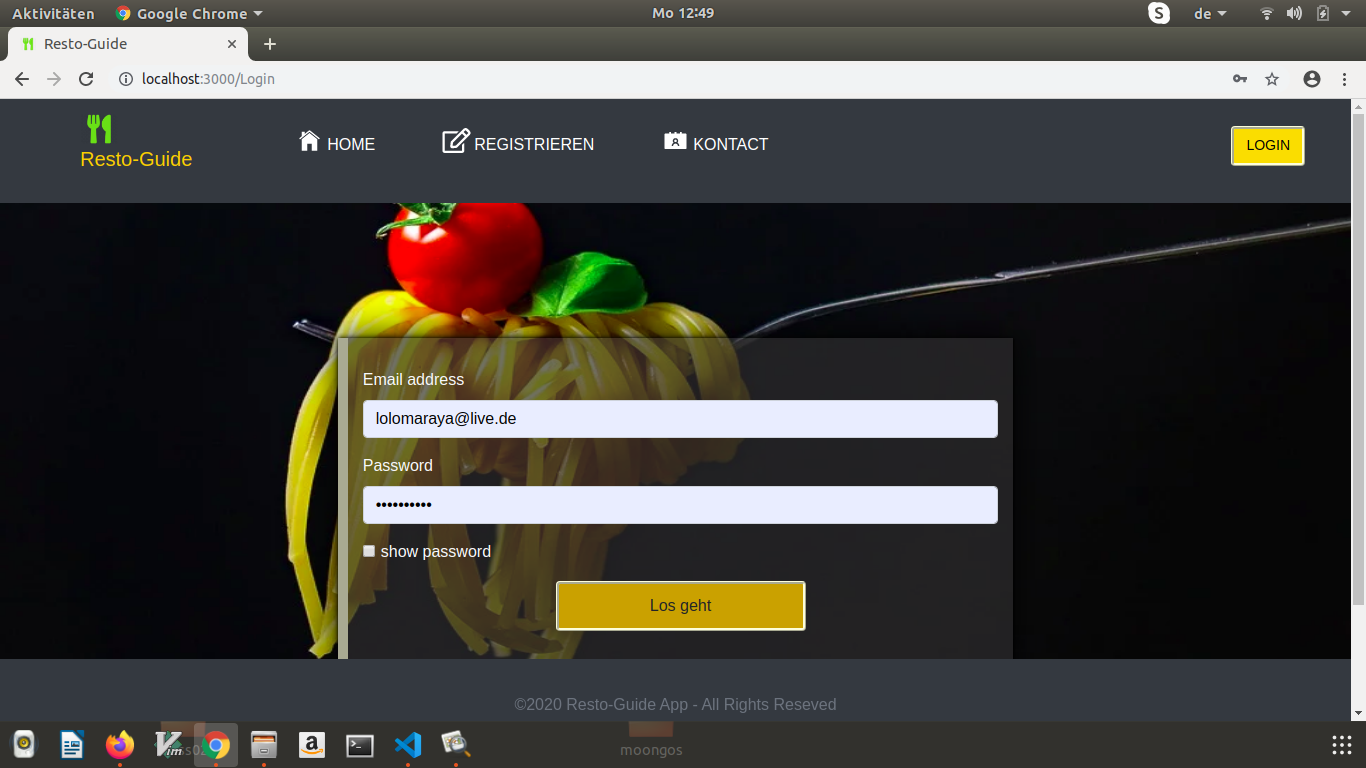 Aktivitäten Google Chrome Mo 12:49 S de
Resto-Guide
localhost:3000/Login
Resto-Guide
HOME REGISTRIEREN KONTACT LOGIN
Email address
lolomaraya@live.de
Password
••••••••••
show password
Los geht
©2020 Resto-Guide App - All Rights Reseved
moongos